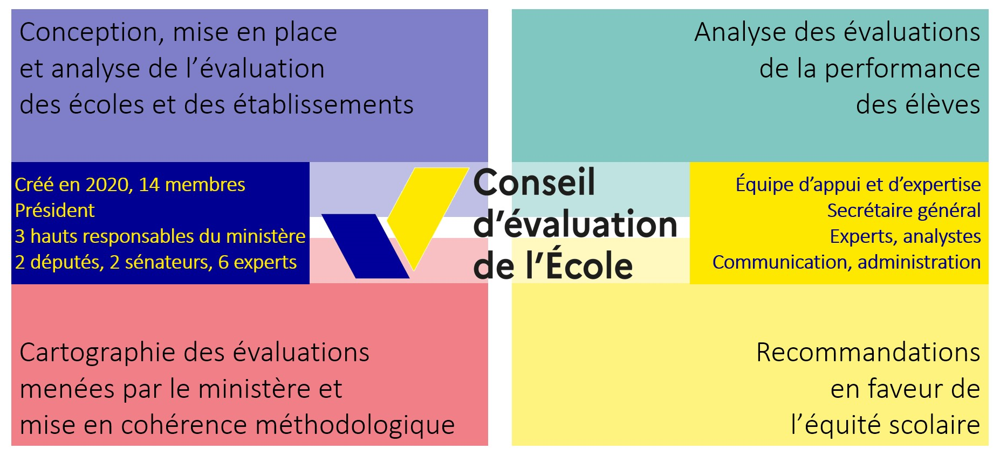 Conception, mise en place
et analyse de l’évaluation
des écoles et des établissements
Analyse des évaluations
de la performance
des élèves
Créé en 2020, 14 membres
Président
3 hauts responsables du ministère
2 députés, 2 sénateurs, 6 experts
Conseil
d’évaluation
de l’École
Équipe d’appui et d’expertise
Secrétaire général
Experts, analystes
Communication, administration
Cartographie des évaluations
menées par le ministère et
mise en cohérence méthodologique
Recommandations
en faveur de
l’équité scolaire